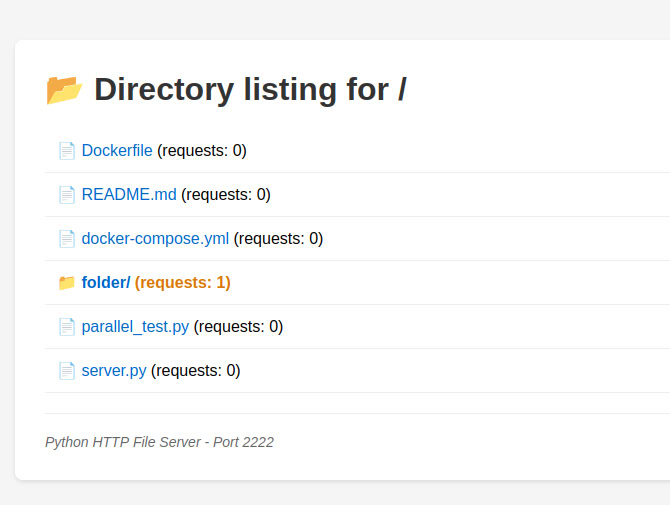 Directory listing for /
Dockerfile (requests: 0)
README.md (requests: 0)
docker-compose.yml (requests: 0)
folder/ (requests: 1)
parallel_test.py (requests: 0)
server.py (requests: 0)
Python HTTP File Server - Port 2222